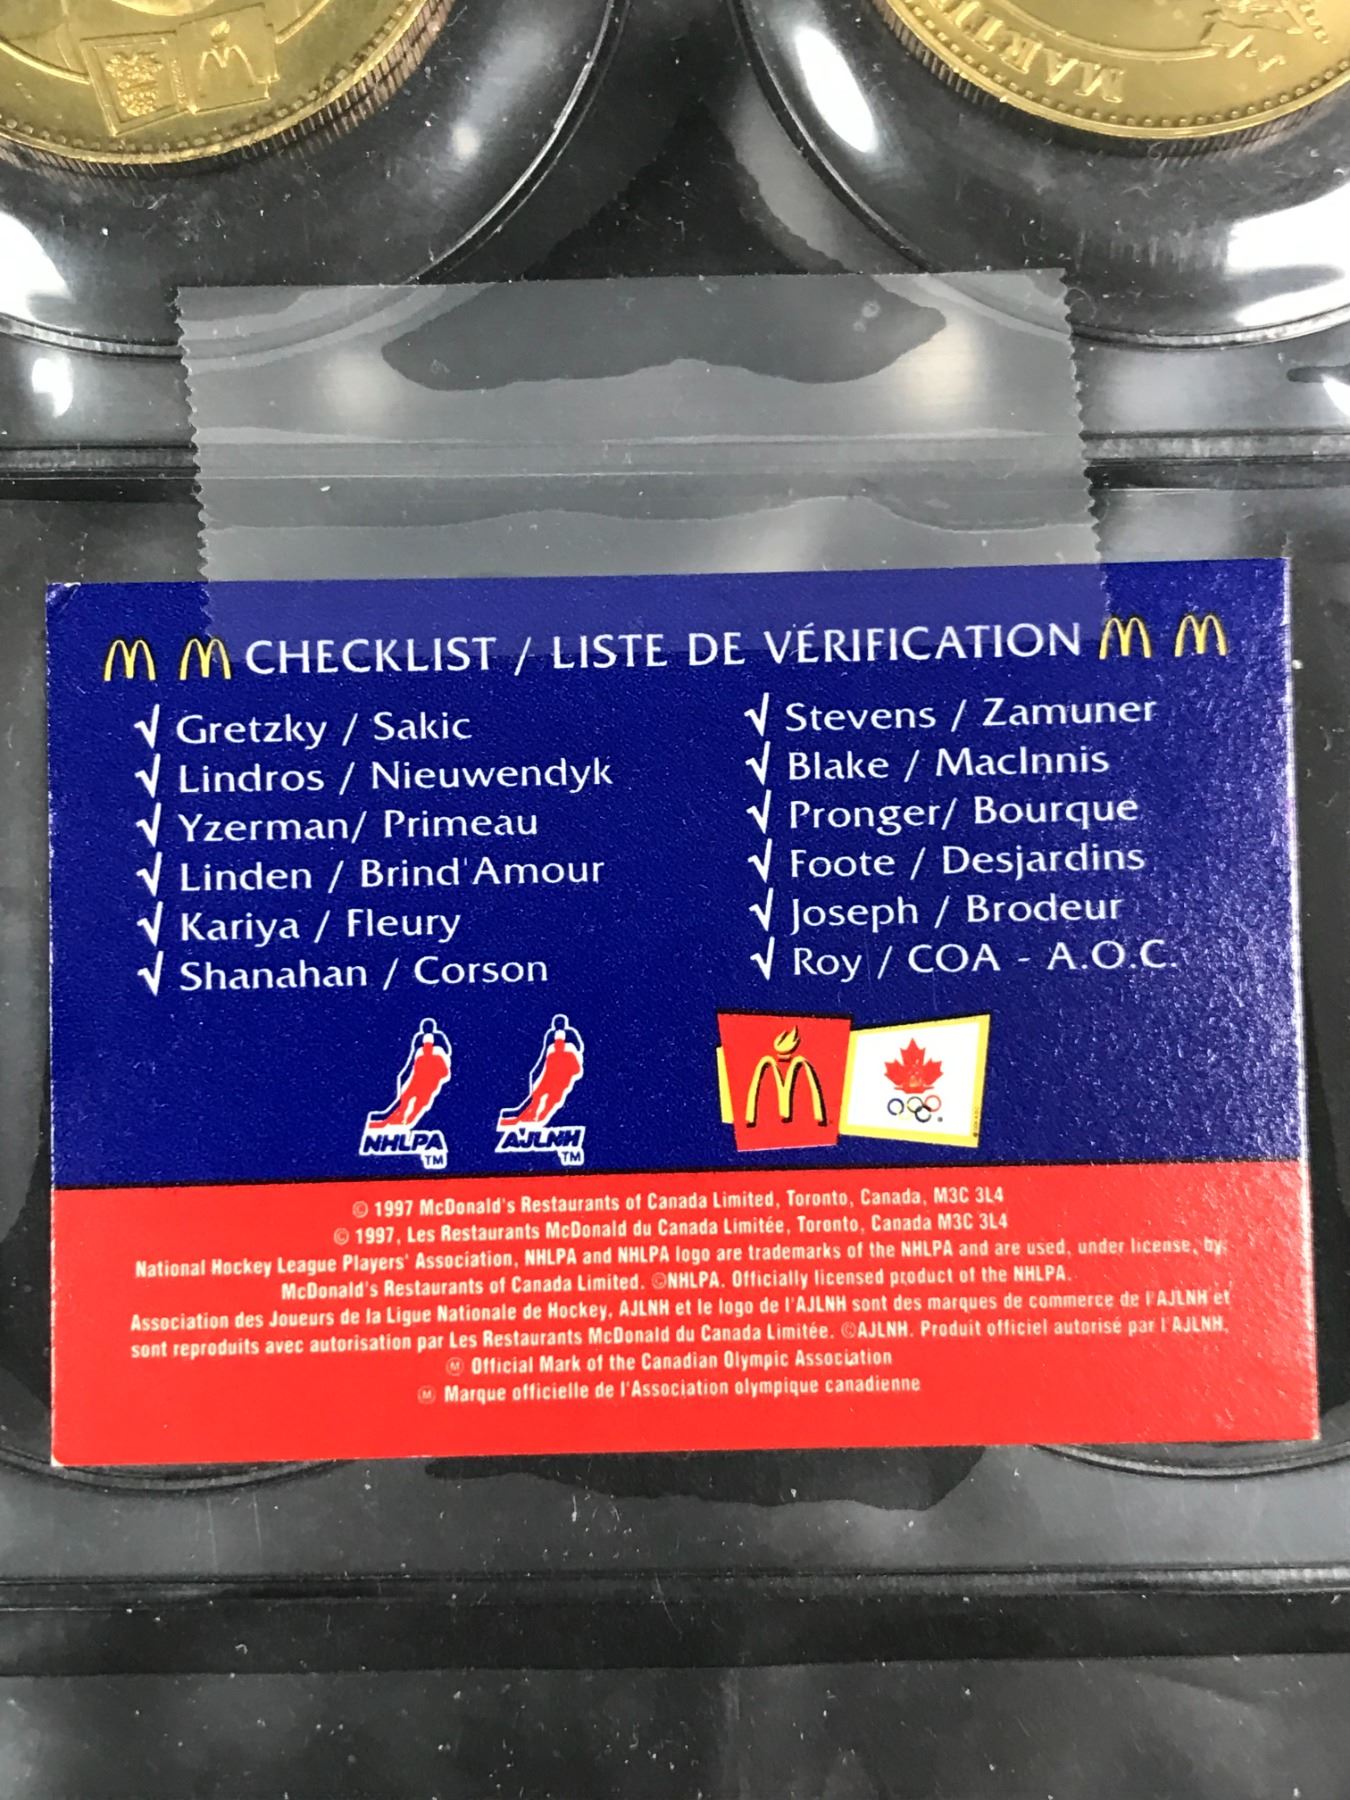 MARTI
CHECKLIST / LISTE DE VÉRIFICATION
√ Gretzky / Sakic
√ Lindros / Nieuwendyk
√ Yzerman/ Primeau
√ Linden / Brind'Amour
√ Kariya / Fleury
√ Shanahan / Corson
√ Stevens / Zamuner
√ Blake / MacInnis
√ Pronger/ Bourque
√ Foote / Desjardins
√ Joseph / Brodeur
√ Roy / COA - A.O.C.
NHLPA TM
AJLNH TM
© 1997 McDonald's Restaurants of Canada Limited, Toronto, Canada, M3C 3L4
© 1997, Les Restaurants McDonald du Canada Limitée, Toronto, Canada M3C 3L4
National Hockey League Players' Association, NHLPA and NHLPA logo are trademarks of the NHLPA and are used, under license, by
McDonald's Restaurants of Canada Limited. ©NHLPA. Officially licensed product of the NHLPA.
Association des Joueurs de la Ligue Nationale de Hockey, AJLNH et le logo de l'AJLNH sont des marques de commerce de l'AJLNH et
sont reproduits avec autorisation par Les Restaurants McDonald du Canada Limitée. ©AJLNH. Produit officiel autorisé par l'AJLNH.
Ⓜ Official Mark of the Canadian Olympic Association
Ⓜ Marque officielle de l'Association olympique canadienne